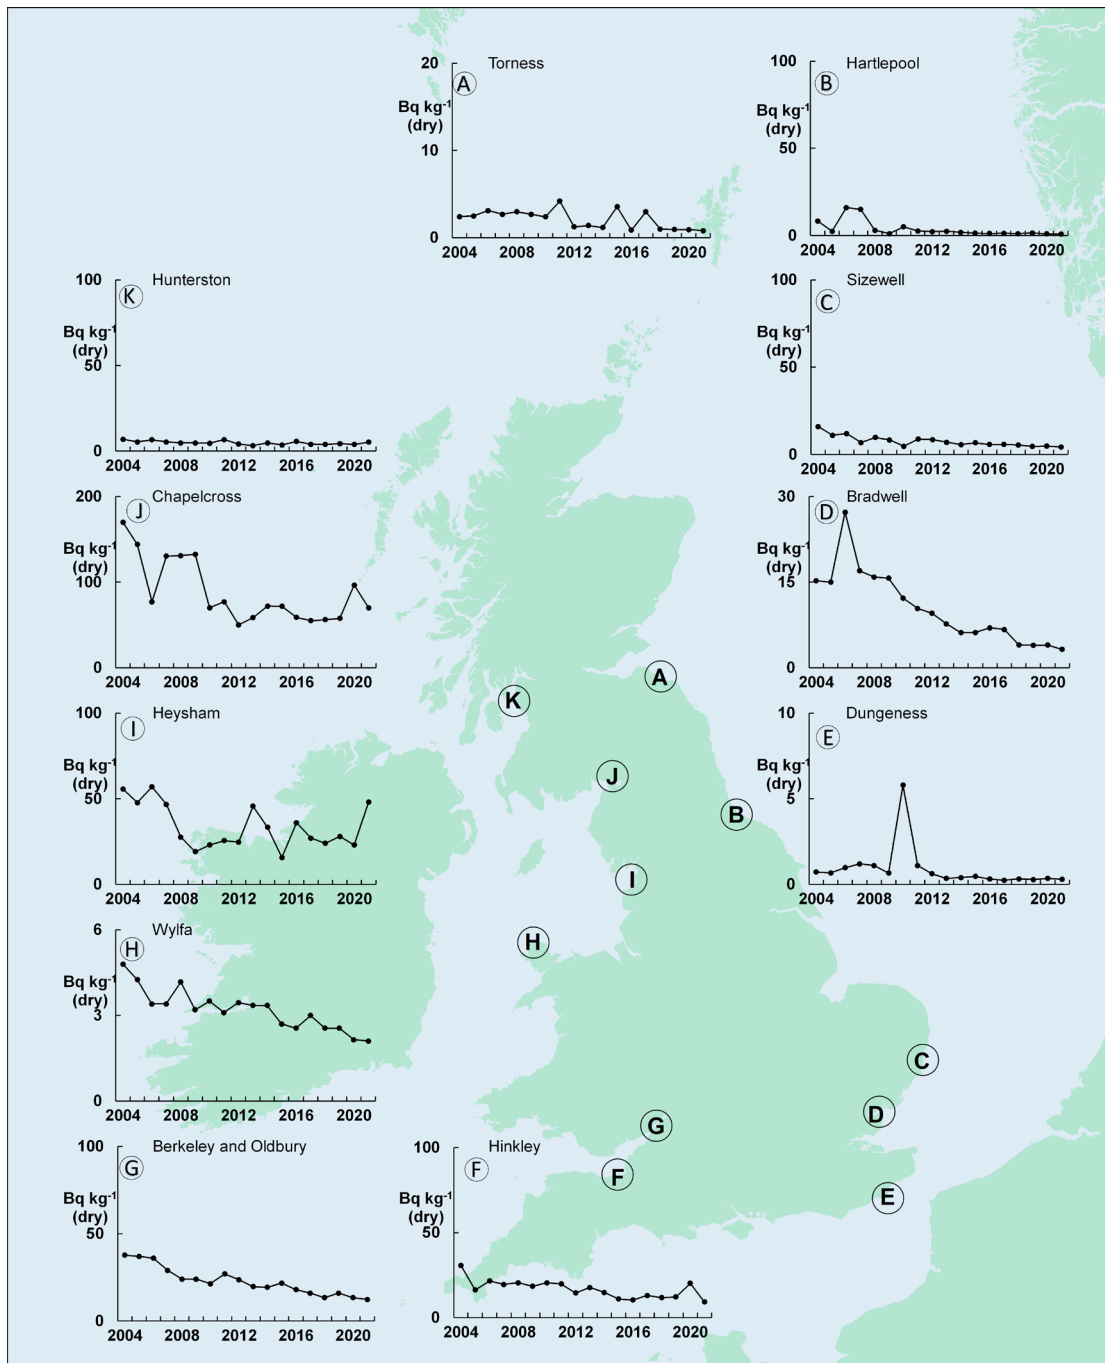 Torness
A
20
Bq kg-1
(dry)
10
0
2004 2008 2012 2016 2020
Hartlepool
B
100
Bq kg-1
(dry)
50
0
2004 2008 2012 2016 2020
Hunterston
K
100
Bq kg-1
(dry)
50
0
2004 2008 2012 2016 2020
Sizewell
C
100
Bq kg-1
(dry)
50
0
2004 2008 2012 2016 2020
Chapelcross
J
200
Bq kg-1
(dry)
100
0
2004 2008 2012 2016 2020
Bradwell
D
30
Bq kg-1
(dry)
15
0
2004 2008 2012 2016 2020
Heysham
I
100
Bq kg-1
(dry)
50
0
2004 2008 2012 2016 2020
Dungeness
E
10
Bq kg-1
(dry)
5
0
2004 2008 2012 2016 2020
Wylfa
H
6
Bq kg-1
(dry)
3
0
2004 2008 2012 2016 2020
Berkeley and Oldbury
G
100
Bq kg-1
(dry)
50
0
2004 2008 2012 2016 2020
Hinkley
F
100
Bq kg-1
(dry)
50
0
2004 2008 2012 2016 2020
A
K
J
B
I
H
C
D
G
F
E